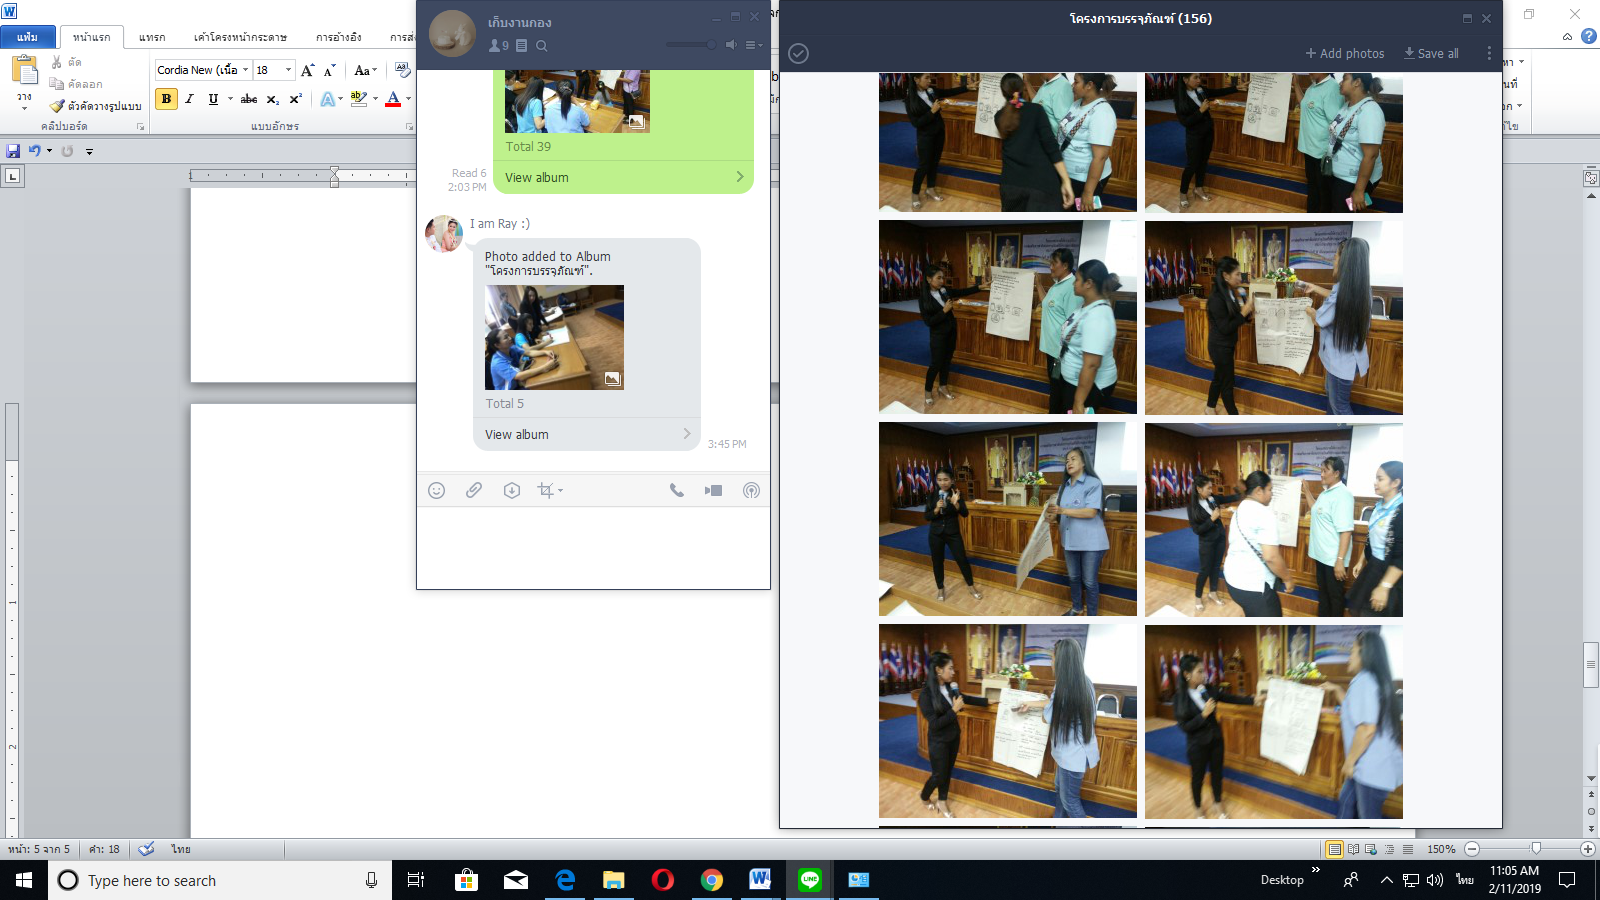 แฟ้ม
หน้าแรก
แทรก
เค้าโครงหน้ากระดาษ
การอ้างอิง
วาง
ตัด
คัดลอก
ตัวคัดวางรูปแบบ
คลิปบอร์ด
Cordia New (เนื้อ
18
Aa
B I U abc x₂ x² A ab A
แบบอักษร
เก็บงานกอง
9
Total 39
View album
Read 6
2:03 PM
I am Ray :)
Photo added to Album
"โครงการบรรจุภัณฑ์".
Total 5
View album
3:45 PM
โครงการบรรจุภัณฑ์ (156)
+ Add photos
Save all
หน้า: 5 จาก 5
คำ: 18
ไทย
150%
Type here to search
LINE
Desktop
ไทย
11:05 AM
2/11/2019